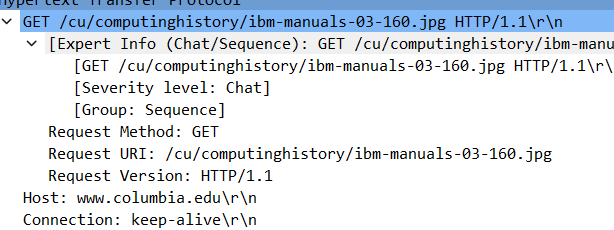 Hypertext Transfer Protocol
GET /cu/computinghistory/ibm-manuals-03-160.jpg HTTP/1.1\r\n
[Expert Info (Chat/Sequence): GET /cu/computinghistory/ibm-manu
[GET /cu/computinghistory/ibm-manuals-03-160.jpg HTTP/1.1\r\
[Severity level: Chat]
[Group: Sequence]
Request Method: GET
Request URI: /cu/computinghistory/ibm-manuals-03-160.jpg
Request Version: HTTP/1.1
Host: www.columbia.edu\r\n
Connection: keep-alive\r\n